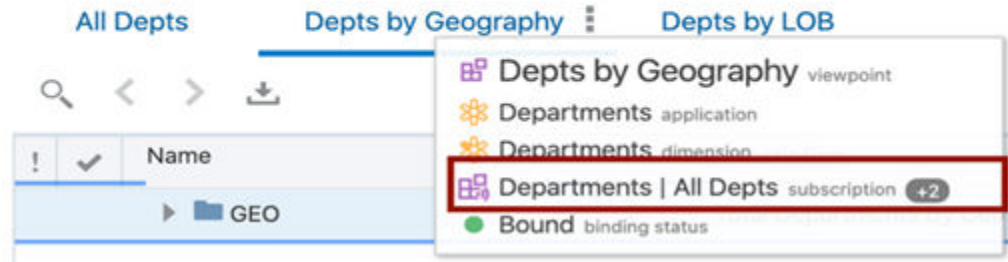 All Depts Depts by Geography Depts by LOB
Depts by Geography viewpoint
Departments application
Departments dimension
! Name
Departments | All Depts subscription +2
GEO
Bound binding status